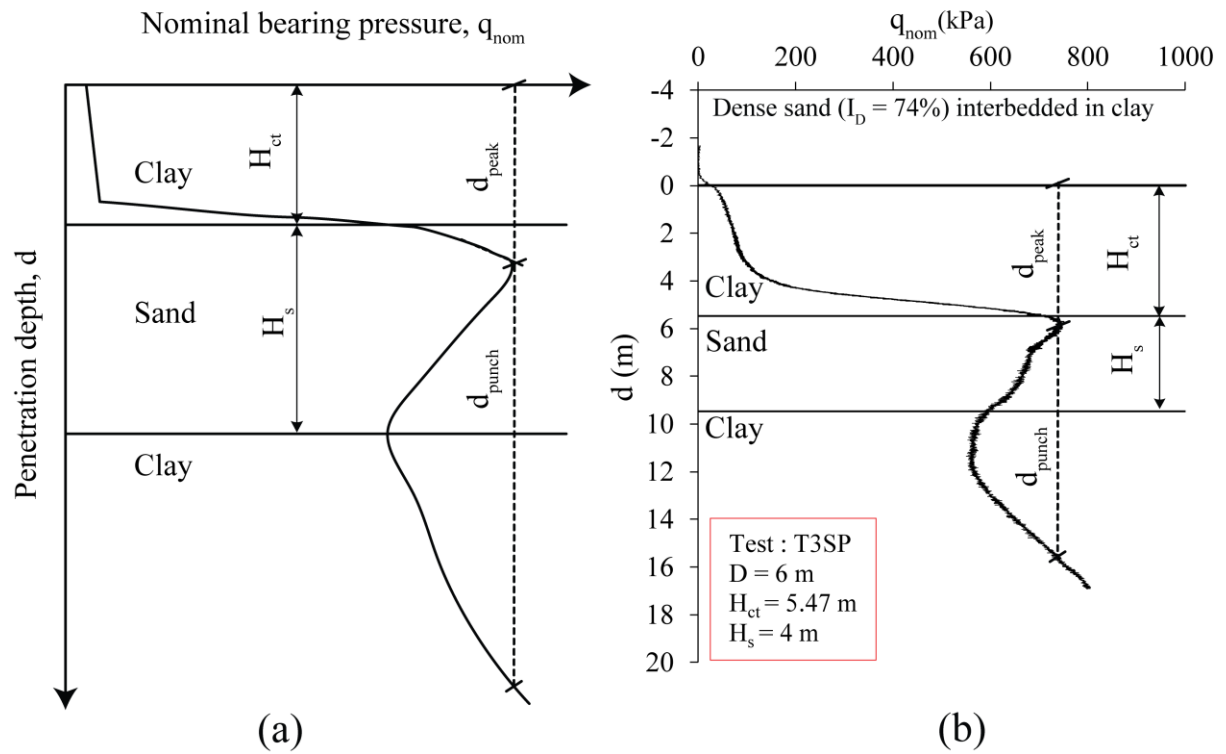 Nominal bearing pressure, q_nom
Penetration depth, d
Clay
H_ct
d_peak
Sand
H_s
d_punch
Clay
(a)
q_nom(kPa)
0 200 400 600 800 1000
-4
-2
0
2
4
6
8
10
12
14
16
18
20
d (m)
Dense sand (I_D = 74%) interbedded in clay
d_peak
H_ct
Clay
Sand
H_s
Clay
d_punch
Test : T3SP
D = 6 m
H_ct = 5.47 m
H_s = 4 m
(b)